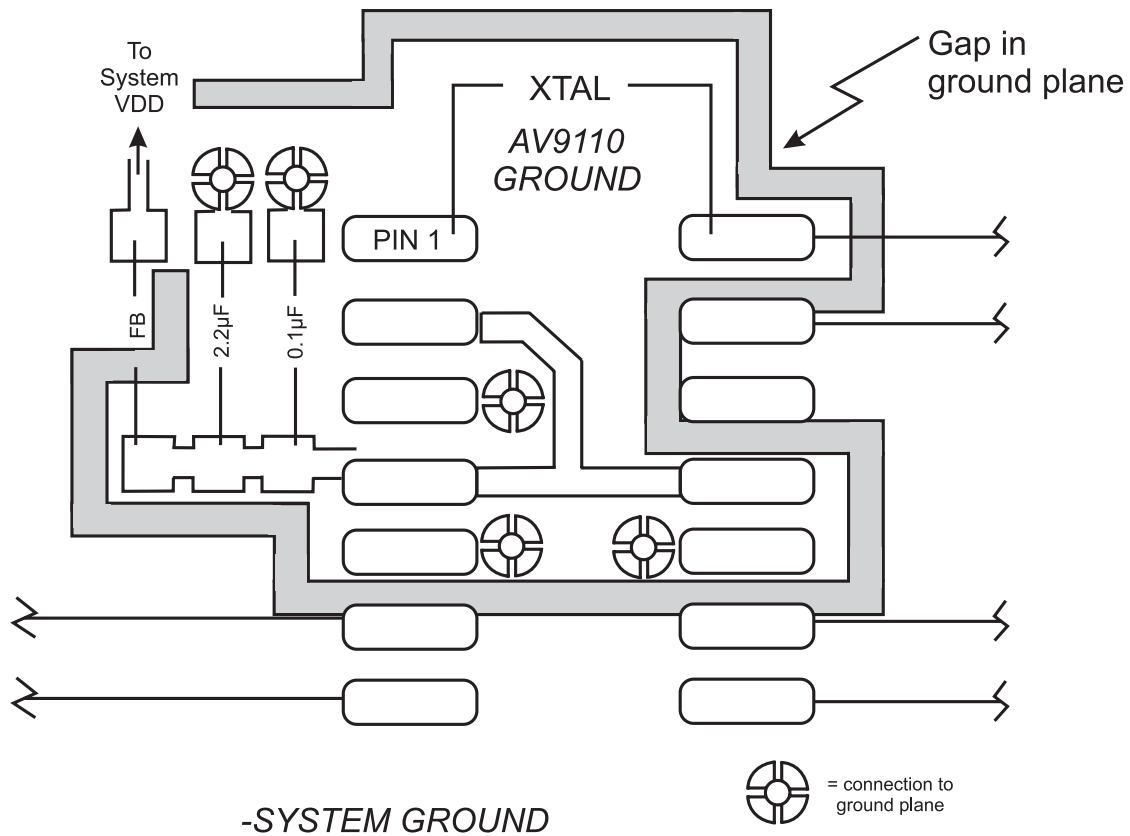 To
System
VDD
Gap in
ground plane
XTAL
AV9110
GROUND
PIN 1
FB
2.2µF
0.1µF
= connection to
ground plane
-SYSTEM GROUND